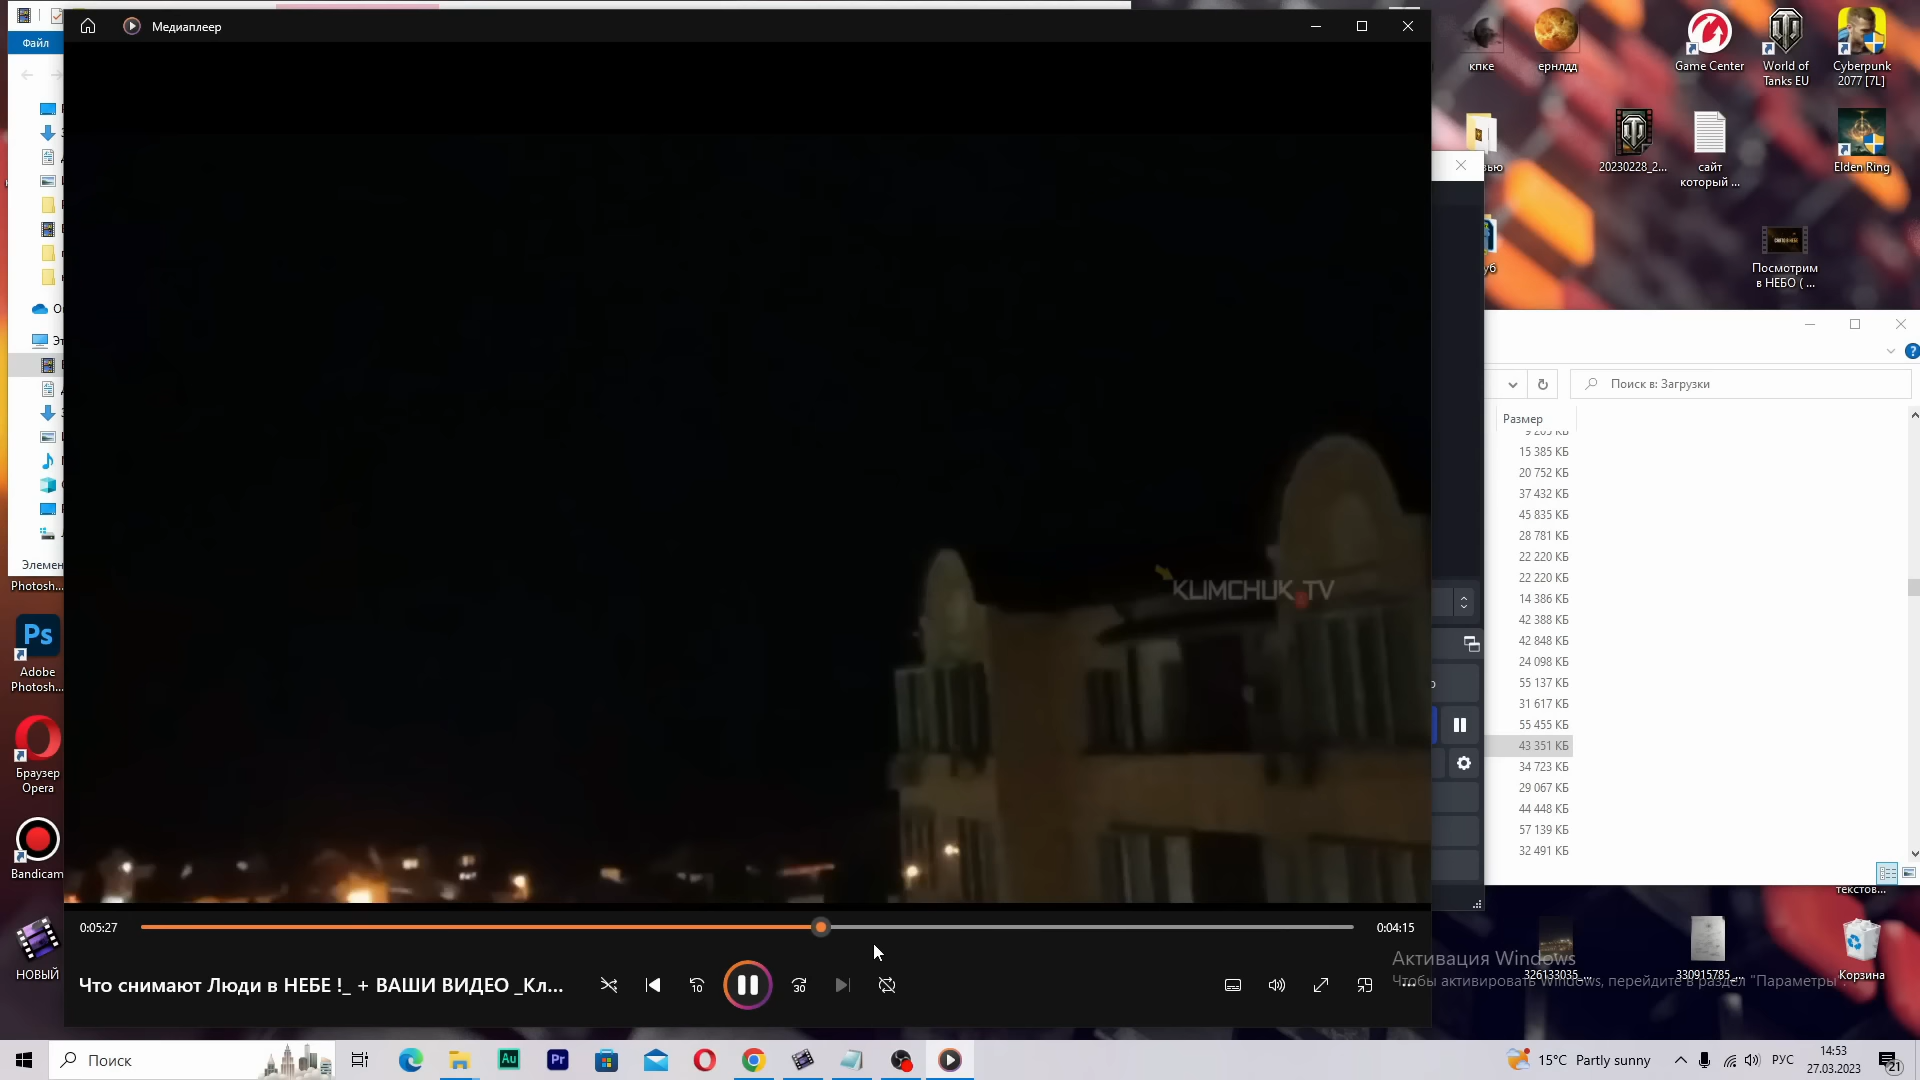 Медиаплеер
Файл
Элемен
Photosh...
Adobe
Photosh...
Браузер
Opera
Bandicam
НОВЫЙ
KLIMCHUK TV
0:05:27
0:04:15
Что снимают Люди в НЕБЕ !_ + ВАШИ ВИДЕО _Кл...
10
30
кпке
ернлдд
Game Center
World of
Tanks EU
Cyberpunk
2077 [7L]
20230228_2...
сайт
который ...
Elden Ring
Посмотрим
в НЕБО ( ...
Поиск в: Загрузки
Размер
15 385 КБ
20 752 КБ
37 432 КБ
45 835 КБ
28 781 КБ
22 220 КБ
22 220 КБ
14 386 КБ
42 388 КБ
42 848 КБ
24 098 КБ
55 137 КБ
31 617 КБ
55 455 КБ
43 351 КБ
34 723 КБ
29 067 КБ
44 448 КБ
57 139 КБ
32 491 КБ
текстов...
326133035_...
330915785_...
Корзина
Активация Windows
Чтобы активировать Windows, перейдите в раздел "Параметры".
Поиск
15°C Partly sunny
РУС
14:53
27.03.2023
21